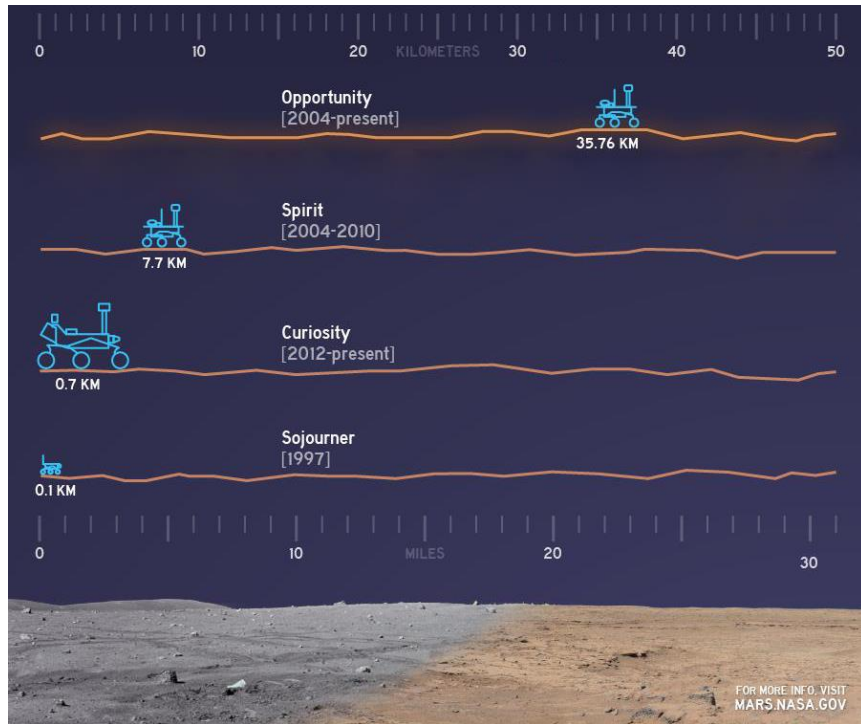 0 10 20 KILOMETERS 30 40 50
Opportunity
[2004-present]
35.76 KM
Spirit
[2004-2010]
7.7 KM
Curiosity
[2012-present]
0.7 KM
Sojourner
[1997]
0.1 KM
0 10 MILES 20 30
FOR MORE INFO, VISIT
MARS.NASA.GOV